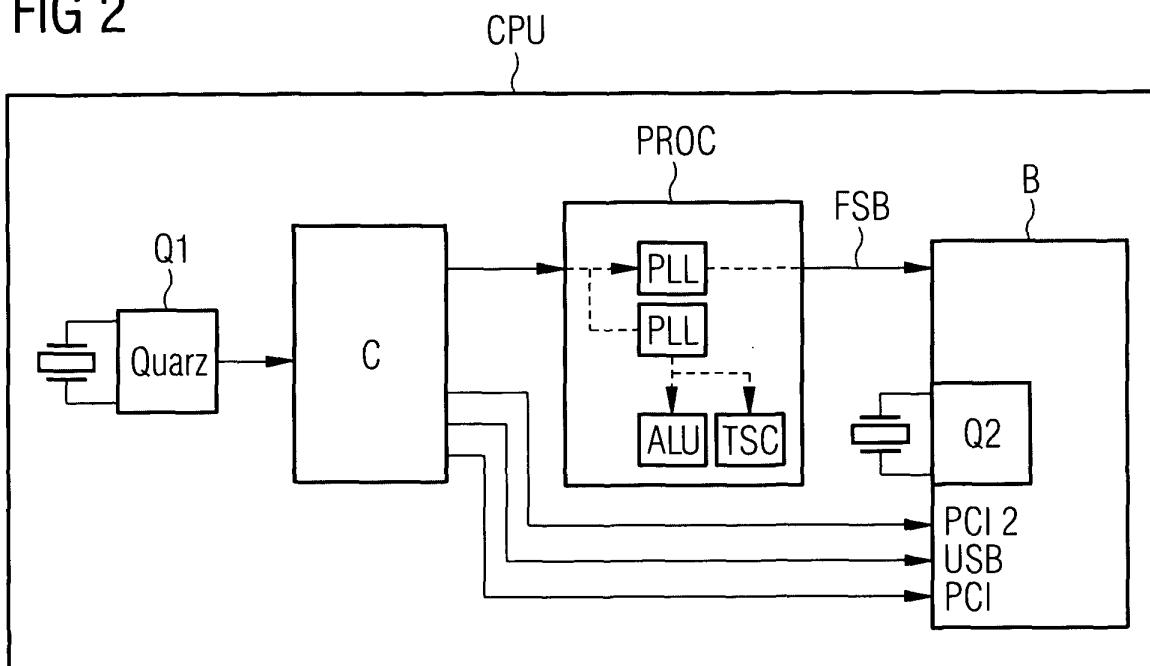 FIG 2
CPU
PROC
B
FSB
Q1
PLL
PLL
Quarz
C
ALU
TSC
Q2
PCI 2
USB
PCI